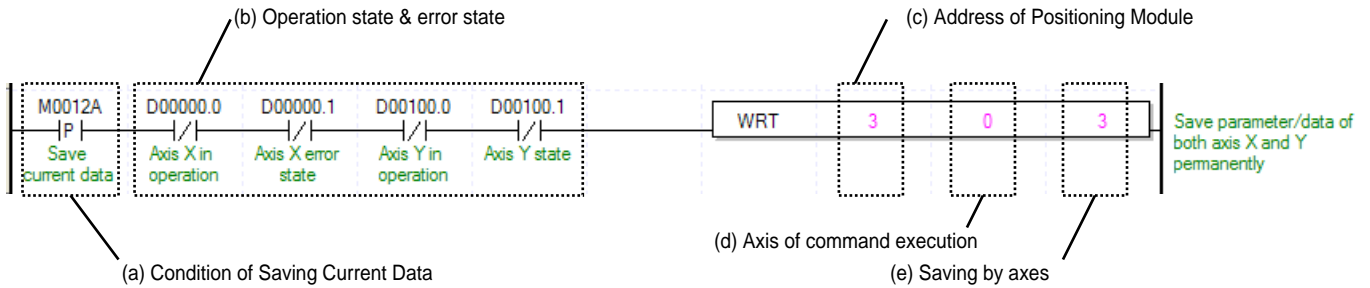 (b) Operation state & error state
(c) Address of Positioning Module
M0012A D00000.0 D00000.1 D00100.0 D00100.1
P
WRT 3 0 3
Save current data
Axis X in operation
Axis X error state
Axis Y in operation
Axis Y state
Save parameter/data of
both axis X and Y
permanently
(d) Axis of command execution
(a) Condition of Saving Current Data
(e) Saving by axes